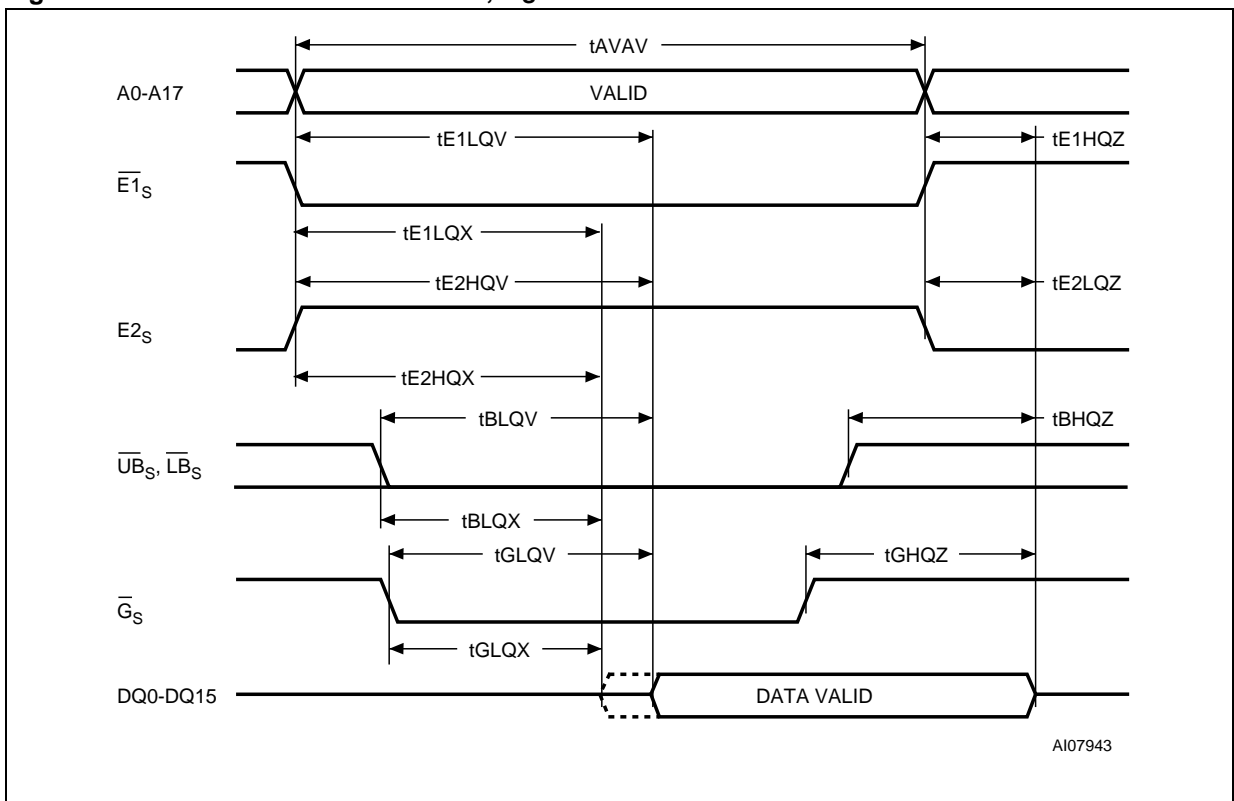 tAVAV
A0-A17
VALID
tE1LQV
tE1HQZ
E1S
tE1LQX
tE2HQV
tE2LQZ
E2S
tE2HQX
tBLQV
tBHQZ
UBS, LBS
tBLQX
tGLQV
tGHQZ
GS
tGLQX
DQ0-DQ15
DATA VALID
AI07943